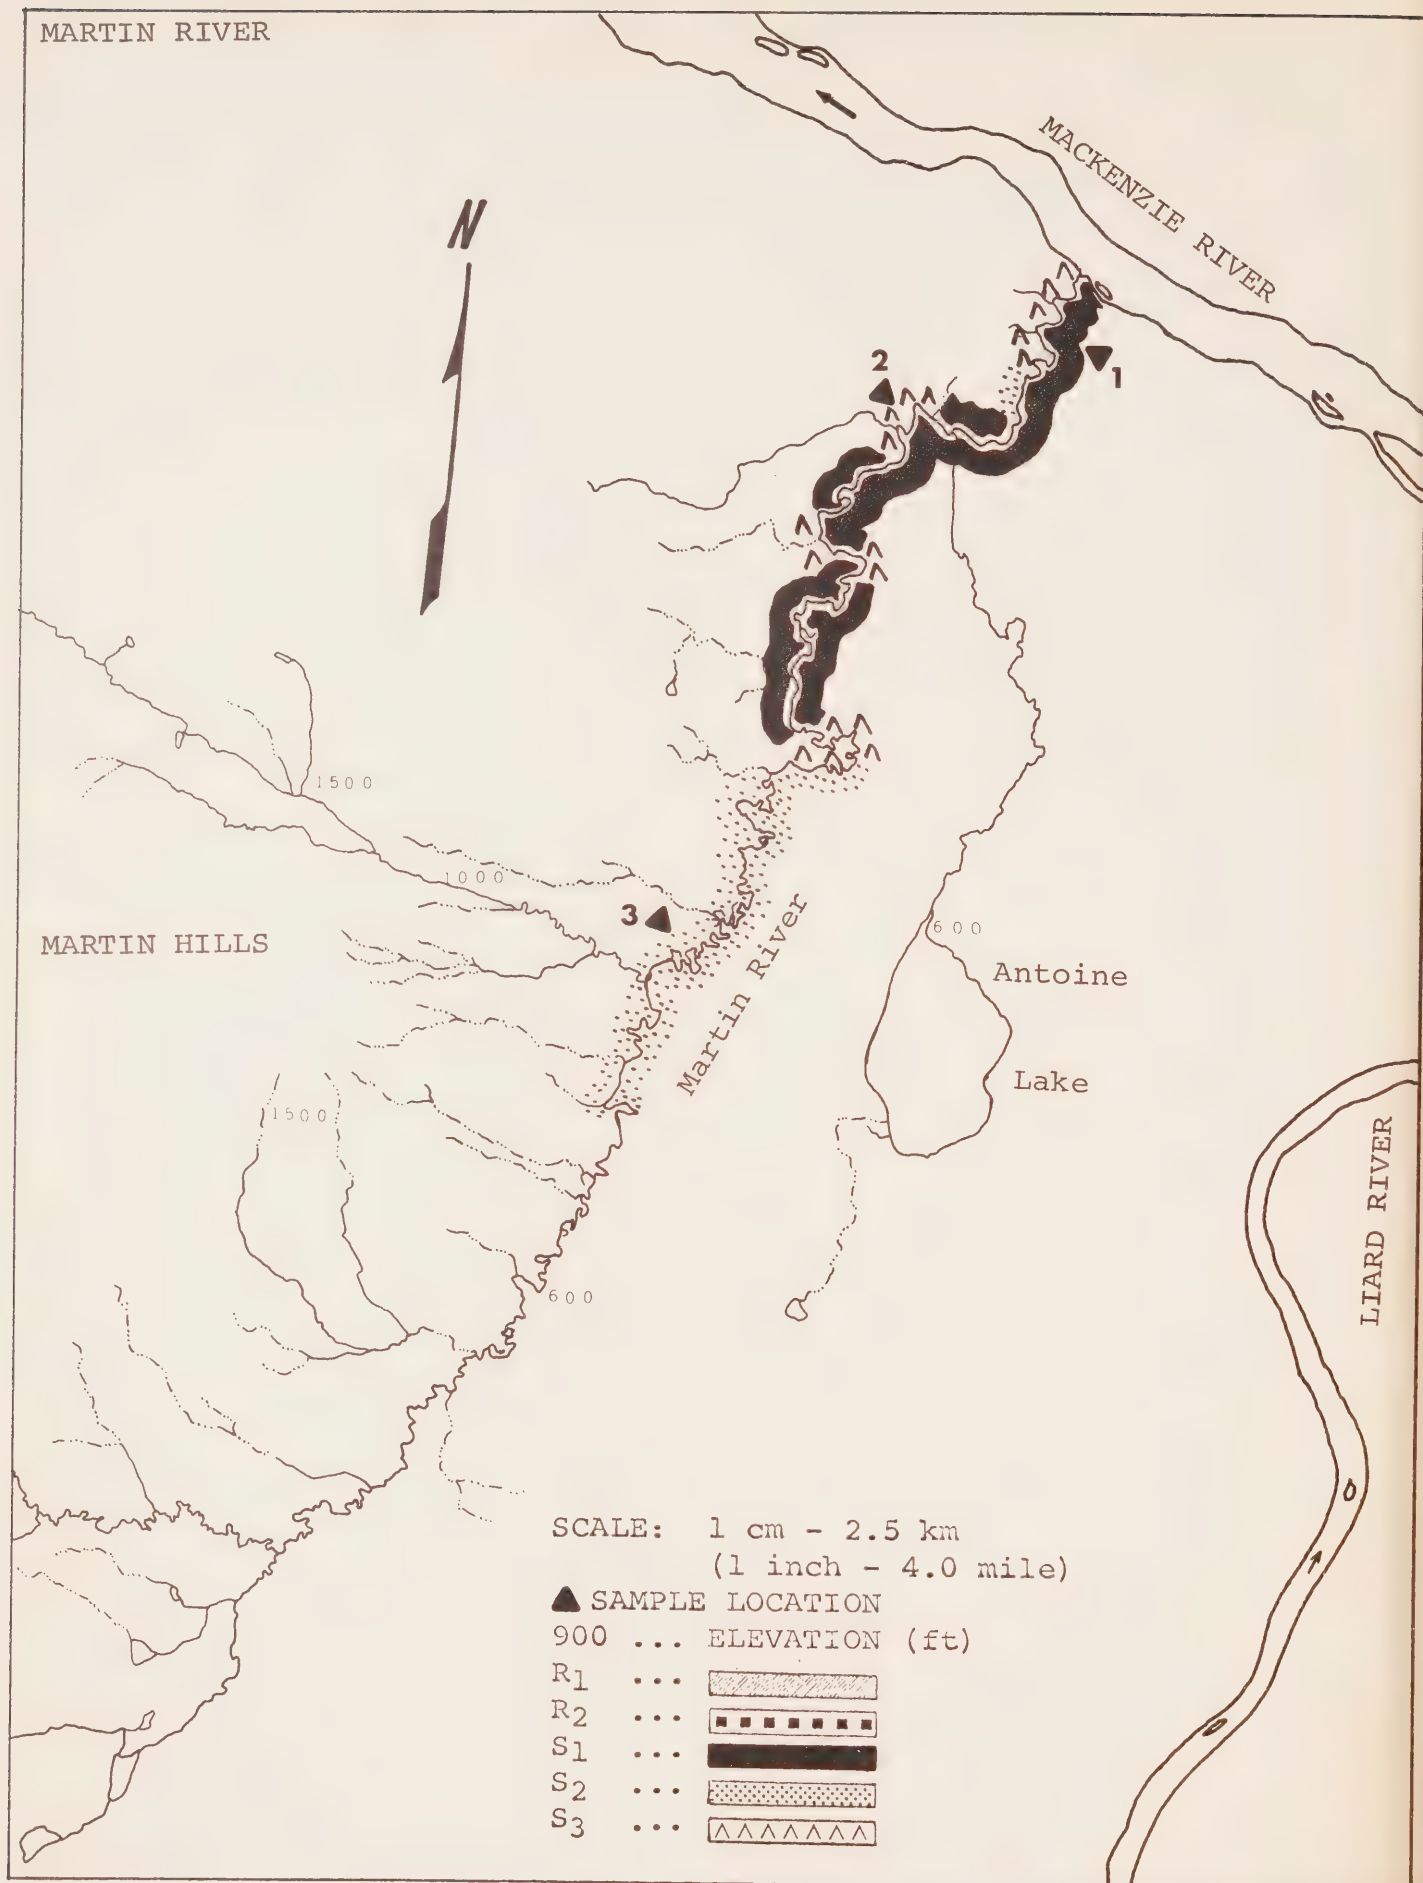 MARTIN RIVER
MACKENZIE RIVER
N
2
1
1500
1000
3
MARTIN HILLS
600
Martin River
Antoine
Lake
1500
LIARD RIVER
600
SCALE: 1 cm - 2.5 km
(1 inch - 4.0 mile)
▲ SAMPLE LOCATION
900 ... ELEVATION (ft)
R1 ...
R2 ...
S1 ...
S2 ...
S3 ...